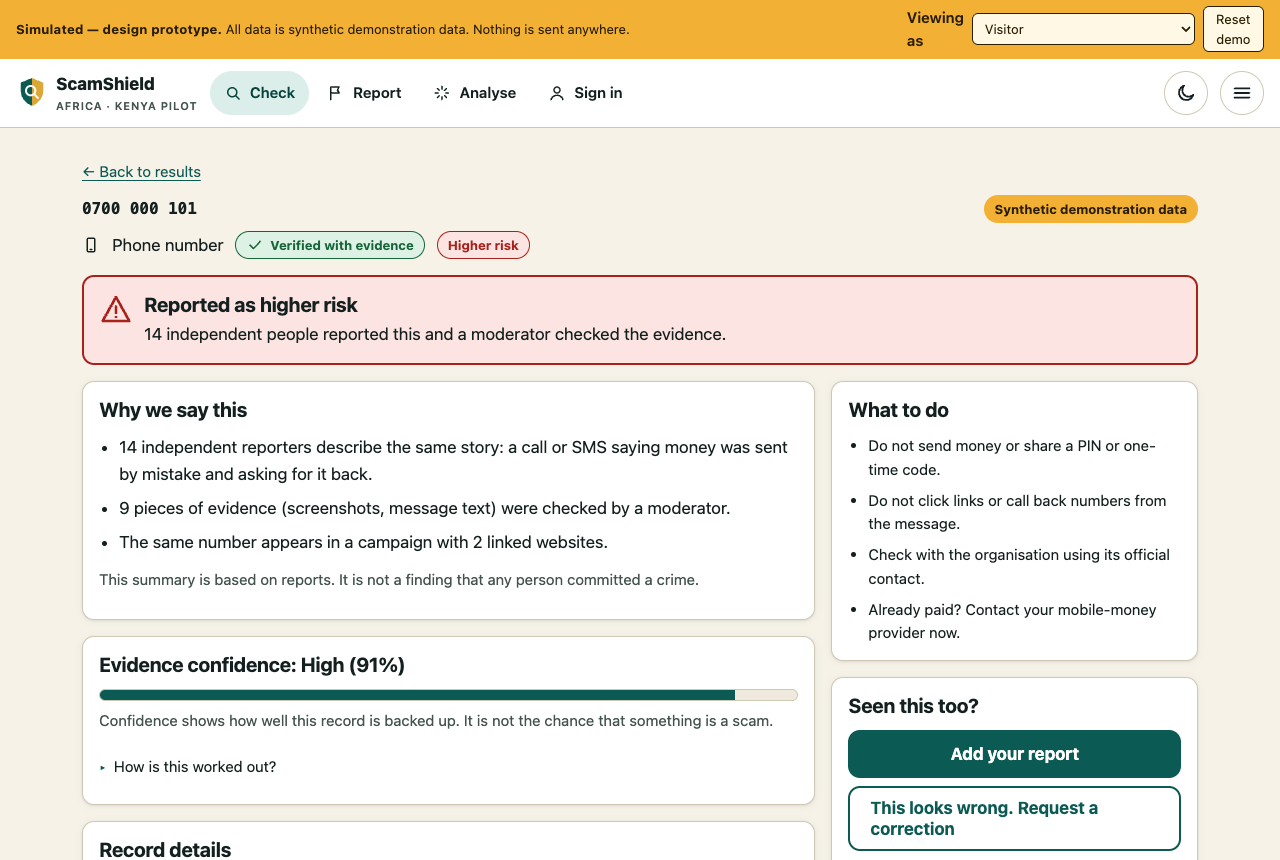 Simulated — design prototype. All data is synthetic demonstration data. Nothing is sent anywhere.
Viewing as
Visitor
Reset demo
ScamShield
AFRICA · KENYA PILOT
Check
Report
Analyse
Sign in
← Back to results
0700 000 101
Synthetic demonstration data
Phone number
Verified with evidence
Higher risk
Reported as higher risk
14 independent people reported this and a moderator checked the evidence.
Why we say this
• 14 independent reporters describe the same story: a call or SMS saying money was sent
by mistake and asking for it back.
• 9 pieces of evidence (screenshots, message text) were checked by a moderator.
• The same number appears in a campaign with 2 linked websites.
This summary is based on reports. It is not a finding that any person committed a crime.
Evidence confidence: High (91%)
Confidence shows how well this record is backed up. It is not the chance that something is a scam.
▸ How is this worked out?
Record details
What to do
• Do not send money or share a PIN or one-
time code.
• Do not click links or call back numbers from
the message.
• Check with the organisation using its official
contact.
• Already paid? Contact your mobile-money
provider now.
Seen this too?
Add your report
This looks wrong. Request a
correction